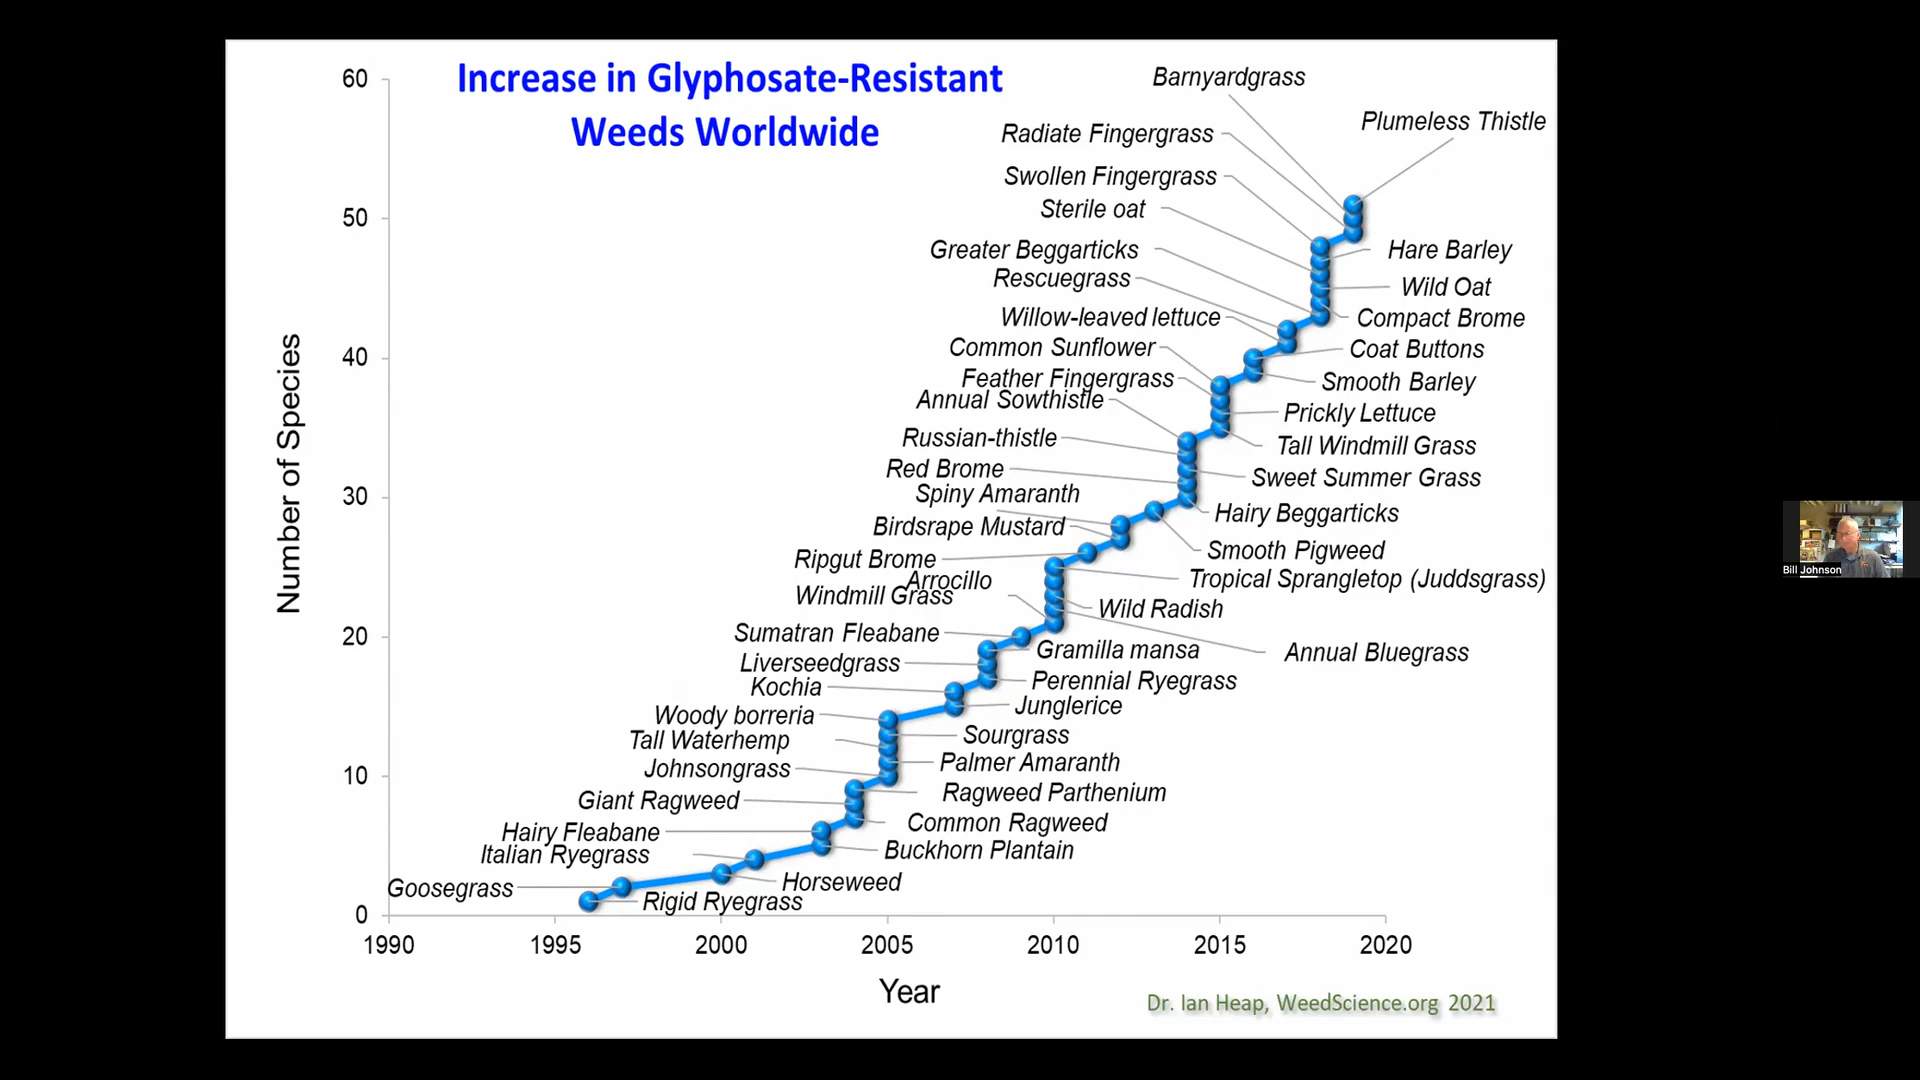 Increase in Glyphosate-Resistant
Weeds Worldwide
Number of Species
60
50
40
30
20
10
0
1990
1995
2000
2005
2010
2015
2020
Year
Barnyardgrass
Plumeless Thistle
Radiate Fingergrass
Swollen Fingergrass
Sterile oat
Greater Beggarticks
Hare Barley
Rescuegrass
Wild Oat
Willow-leaved lettuce
Compact Brome
Common Sunflower
Coat Buttons
Feather Fingergrass
Smooth Barley
Annual Sowthistle
Prickly Lettuce
Russian-thistle
Tall Windmill Grass
Red Brome
Sweet Summer Grass
Spiny Amaranth
Hairy Beggarticks
Birdsrape Mustard
Smooth Pigweed
Ripgut Brome
Arrocillo
Tropical Sprangletop (Juddsgrass)
Windmill Grass
Wild Radish
Sumatran Fleabane
Gramilla mansa
Annual Bluegrass
Liverseedgrass
Perennial Ryegrass
Kochia
Junglerice
Woody borreria
Sourgrass
Tall Waterhemp
Palmer Amaranth
Johnsongrass
Ragweed Parthenium
Giant Ragweed
Common Ragweed
Hairy Fleabane
Buckhorn Plantain
Italian Ryegrass
Horseweed
Goosegrass
Rigid Ryegrass
Dr. Ian Heap, WeedScience.org 2021
Bill Johnson